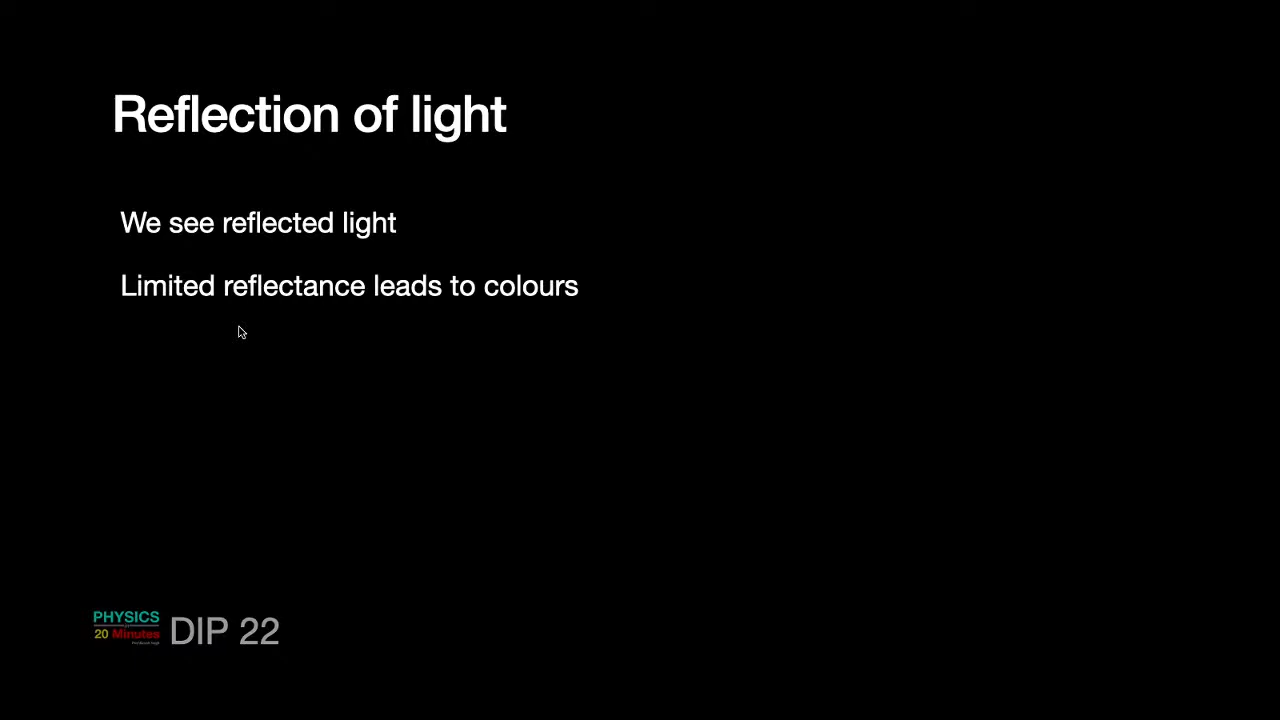 Reflection of light
We see reflected light
Limited reflectance leads to colours
PHYSICS
20 Minutes
DIP 22